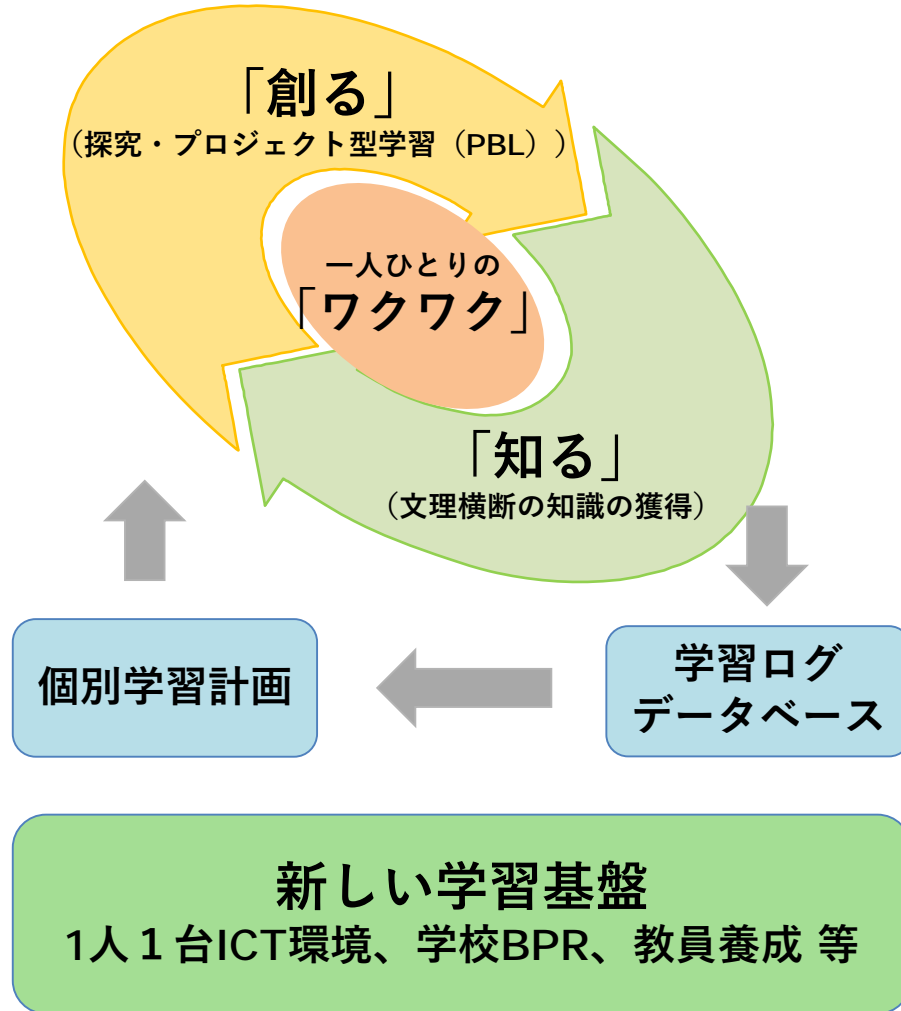 「創る」
（探究・プロジェクト型学習（PBL））
一人ひとりの
「ワクワク」
「知る」
（文理横断の知識の獲得）
個別学習計画
学習ログ
データベース
新しい学習基盤
1人１台ICT環境、学校BPR、教員養成 等